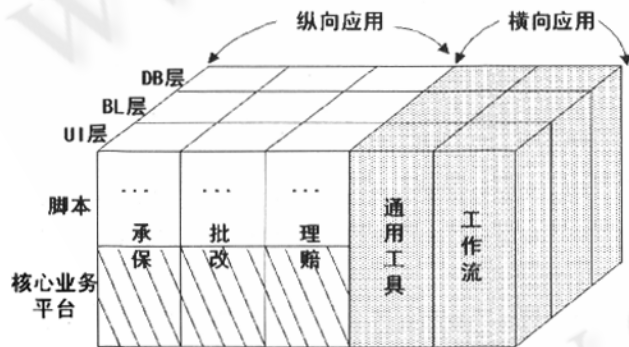 纵向应用 横向应用
DB层
BL层
UI层
脚本
... ... ...
承保 批改 理赔 通用工具 工作流
核心业务
平台